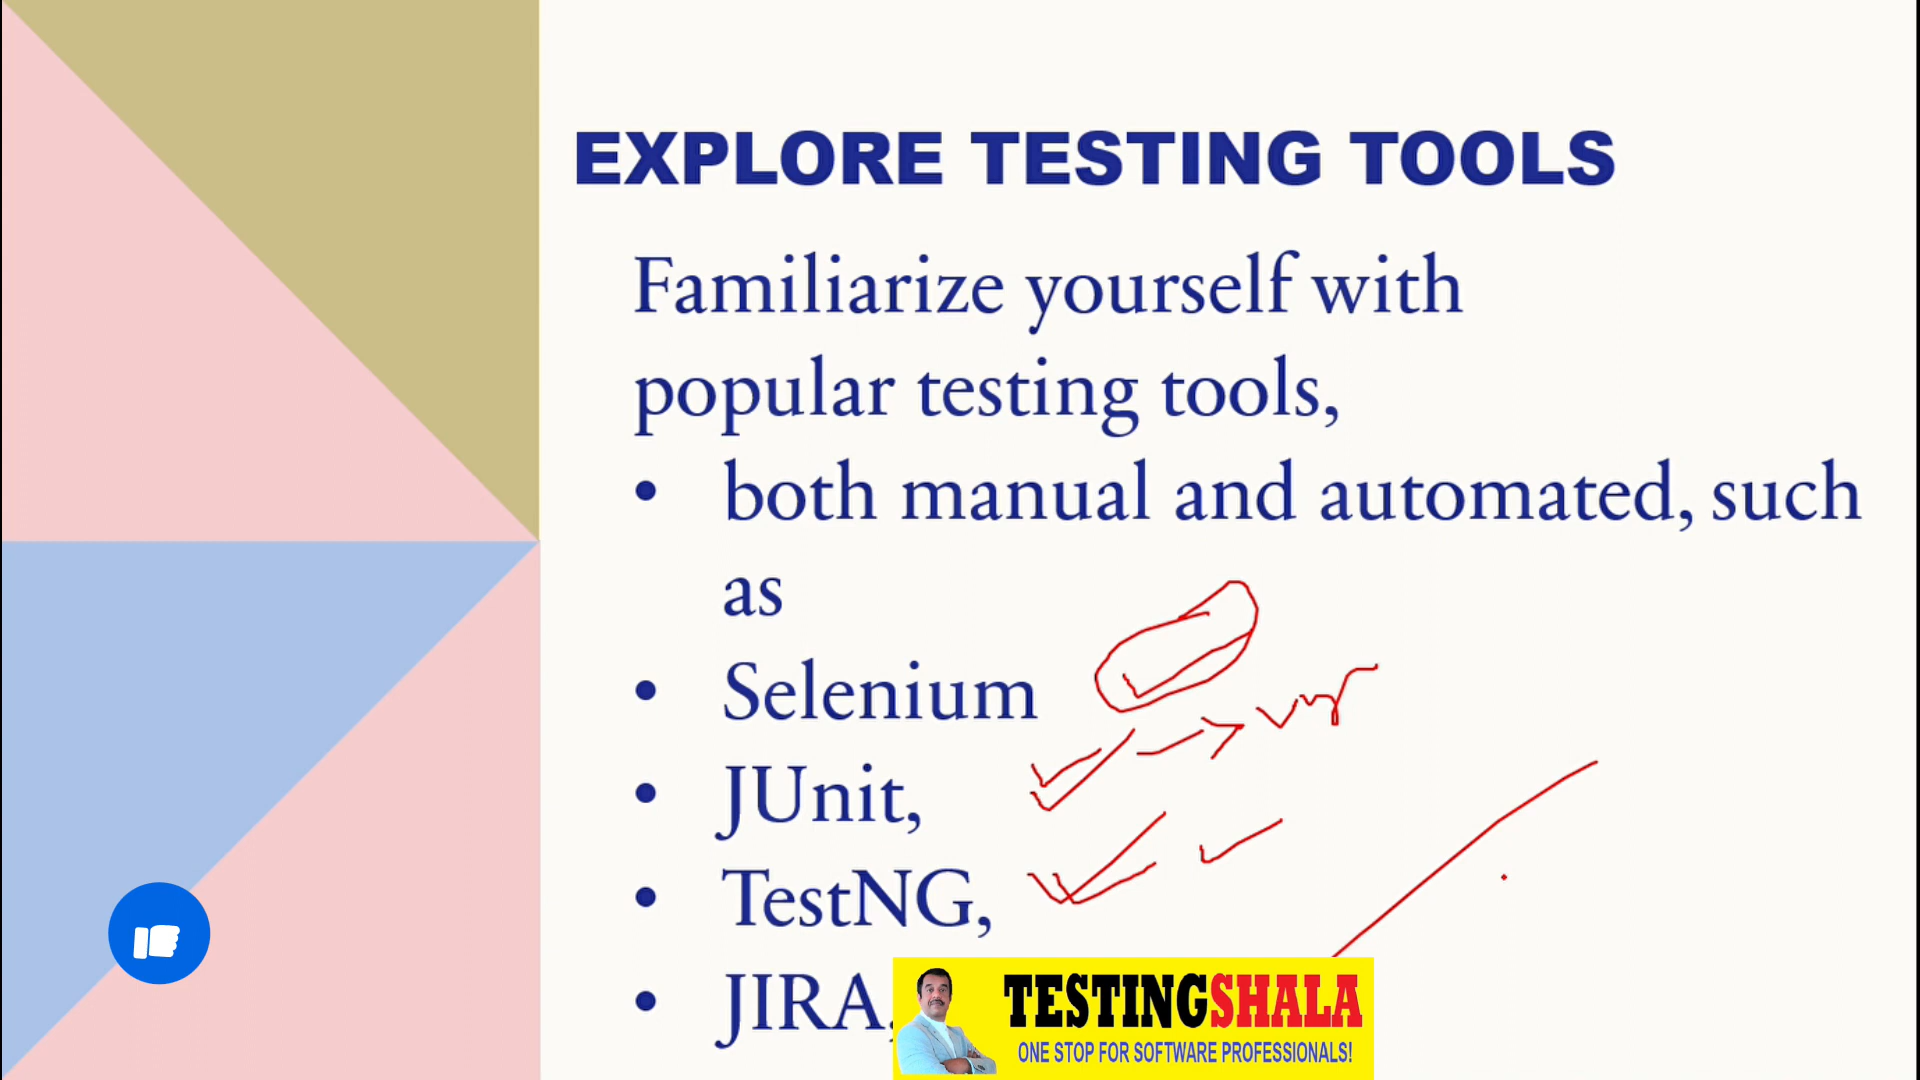 EXPLORE TESTING TOOLS
Familiarize yourself with
popular testing tools,
• both manual and automated, such
as
• Selenium
• JUnit,
• TestNG,
• JIRA,
TESTINGSHALA
ONE STOP FOR SOFTWARE PROFESSIONALS!